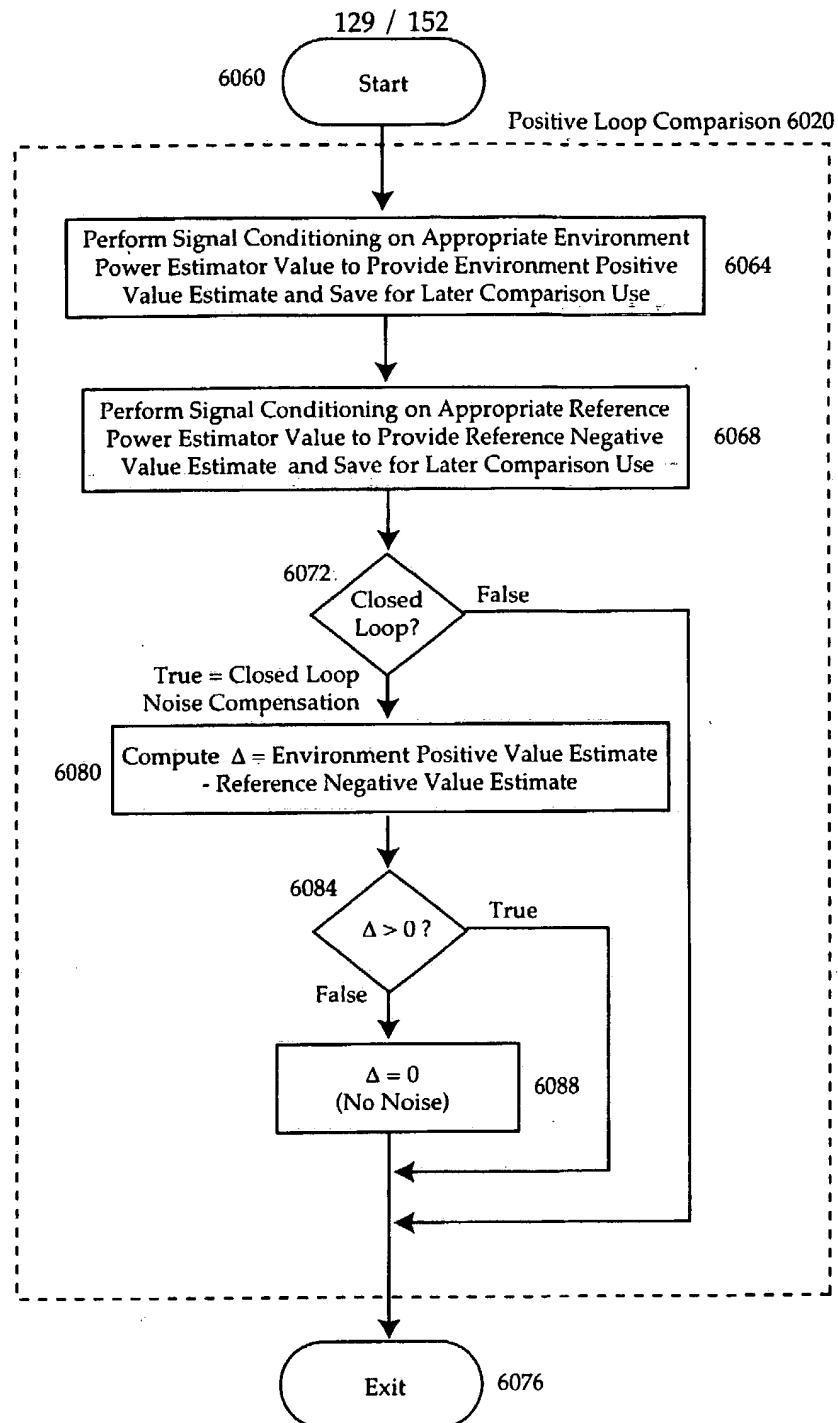 129 / 152
6060
Start
Positive Loop Comparison 6020
Perform Signal Conditioning on Appropriate Environment
Power Estimator Value to Provide Environment Positive
Value Estimate and Save for Later Comparison Use
6064
Perform Signal Conditioning on Appropriate Reference
Power Estimator Value to Provide Reference Negative
Value Estimate and Save for Later Comparison Use
6068
6072
Closed
Loop?
False
True = Closed Loop
Noise Compensation
6080
Compute Δ = Environment Positive Value Estimate
- Reference Negative Value Estimate
6084
Δ > 0 ?
True
False
Δ = 0
(No Noise)
6088
Exit
6076